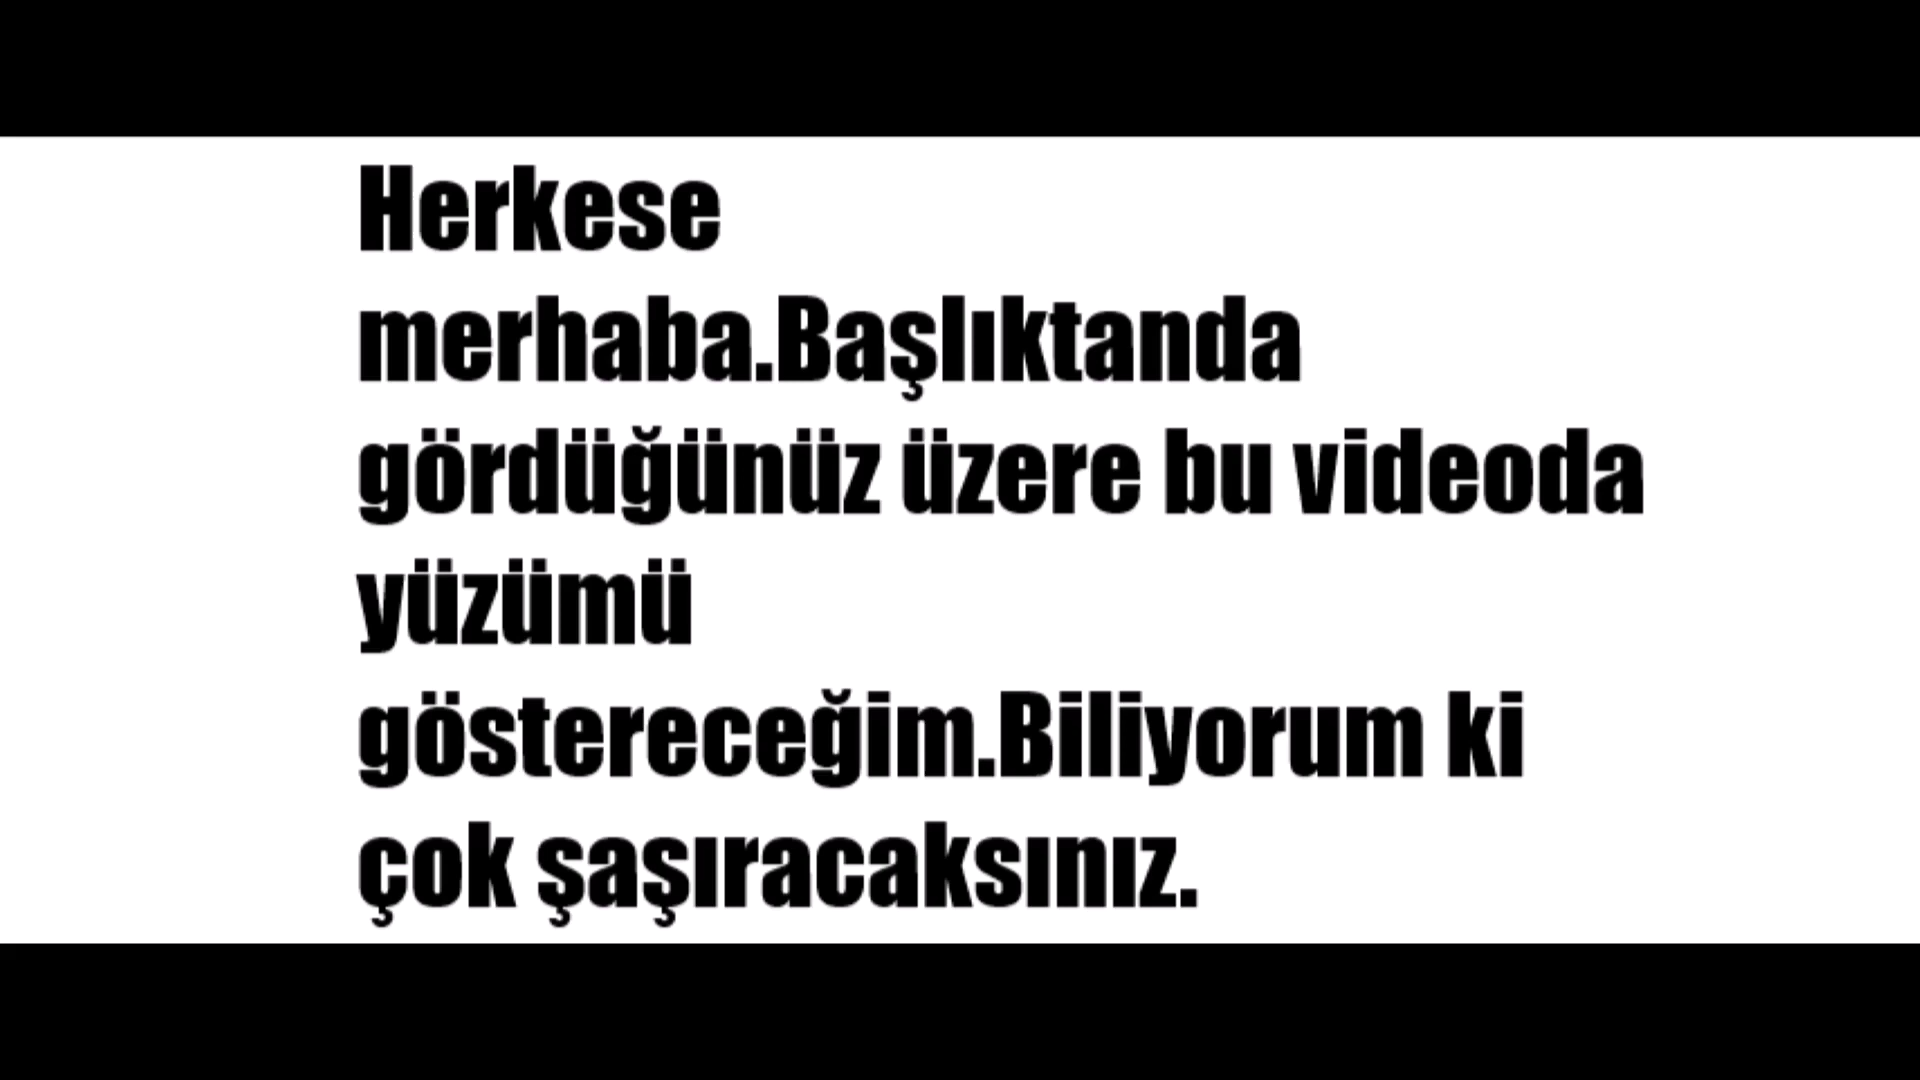 Herkese
merhaba.Başlıktanda
gördüğünüz üzere bu videoda
yüzümü
göstereceğim.Biliyorum ki
çok şaşıracaksınız.